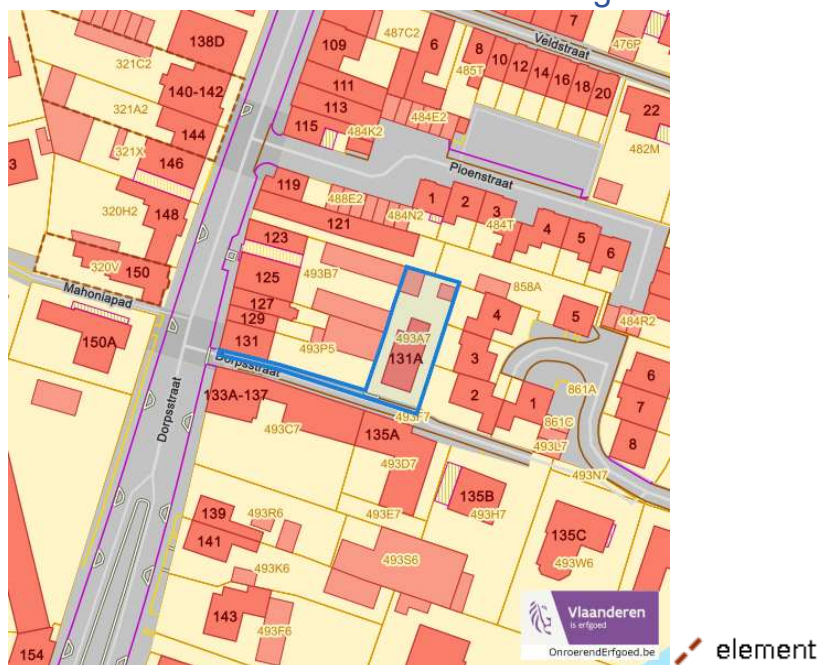 138D
109
487C2
6
8
7
Veldstraat
476P
321C2
485T
10
12
14
16
18
20
140-142
111
22
321A2
113
484E2
144
115
484K2
482M
321X
3
146
Ploenstraat
119
488E2
1
2
3
320H2
148
121
484N2
484T
4
5
6
123
320V
150
493B7
125
858A
Mahoniapad
127
5
484R2
129
4
150A
131
493P5
493A7
131A
3
6
Dorpsstraat
861A
133A-137
2
1
7
493F7
861C
Dorpsstraat
493C7
135A
8
493L7
493D7
493N7
135B
139
493R6
493E7
493H7
141
135C
493S6
493W6
493K6
143
493F6
154
Vlaanderen
is erfgoed
OnroerendErfgoed.be
element